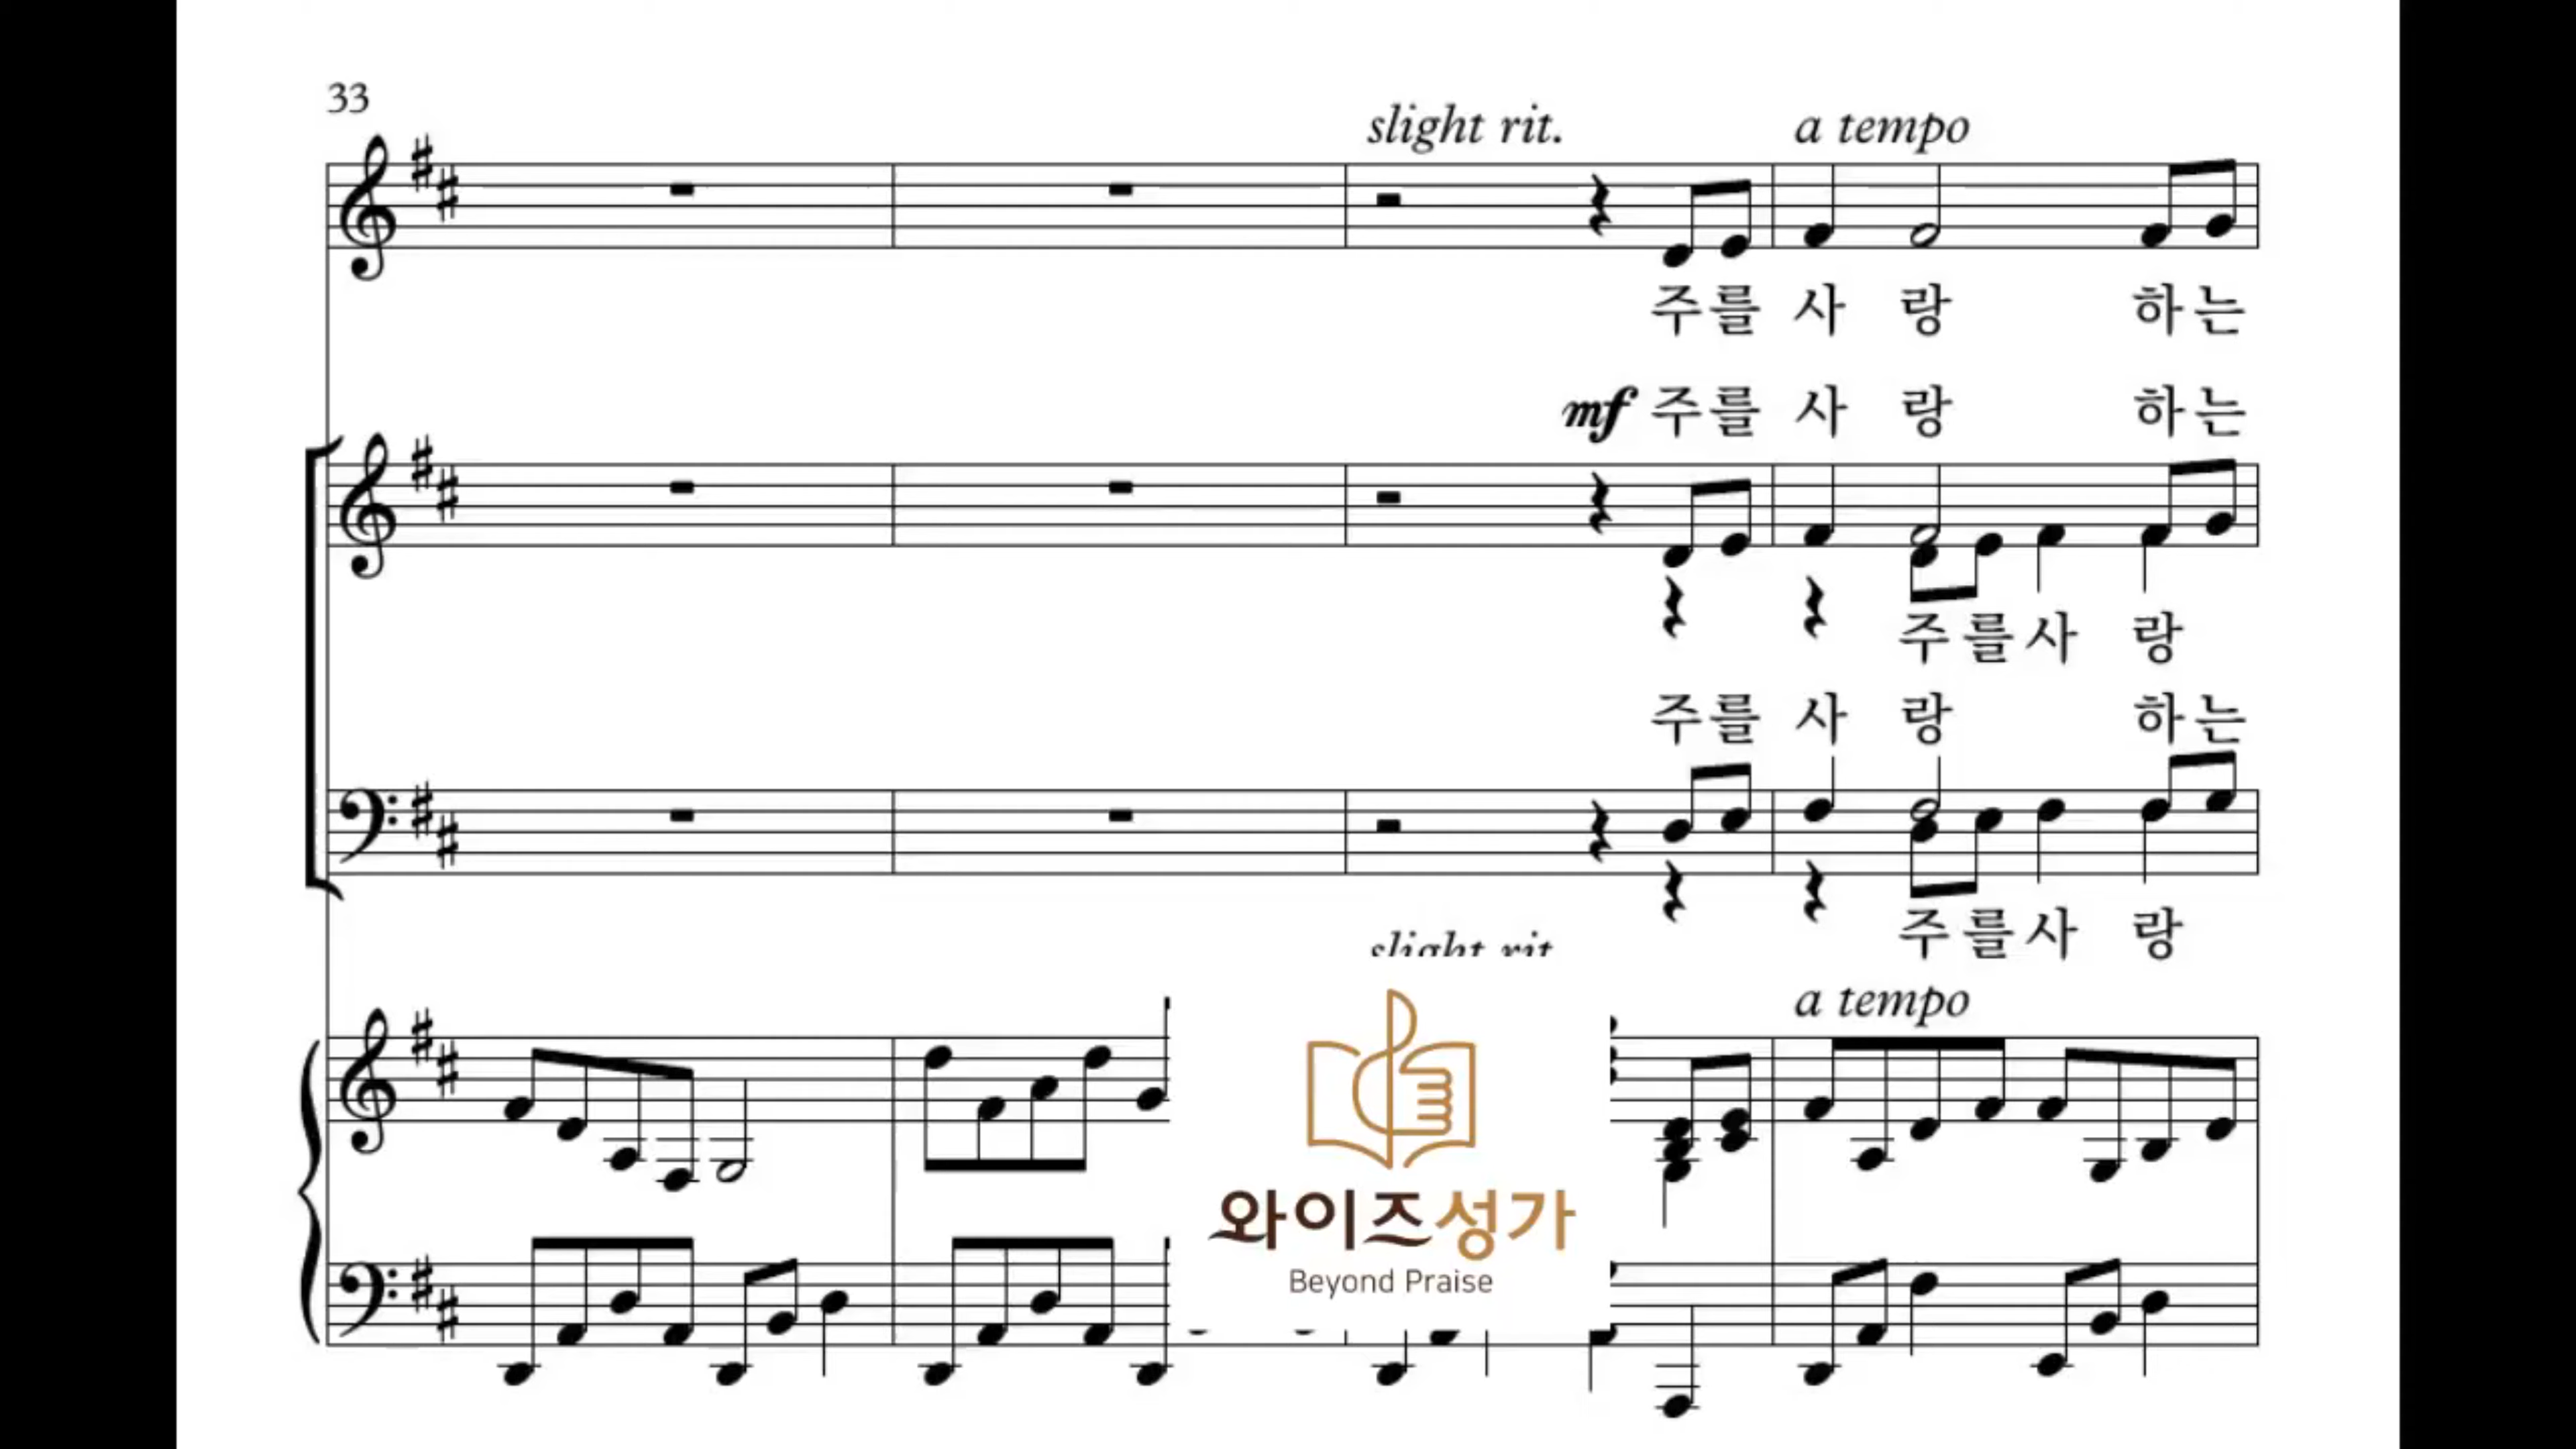 33
slight rit.
a tempo
주를 사 랑 하는
mf 주를 사 랑 하는
주를사 랑
주를 사 랑 하는
주를사 랑
slight rit
a tempo
와이즈성가
Beyond Praise